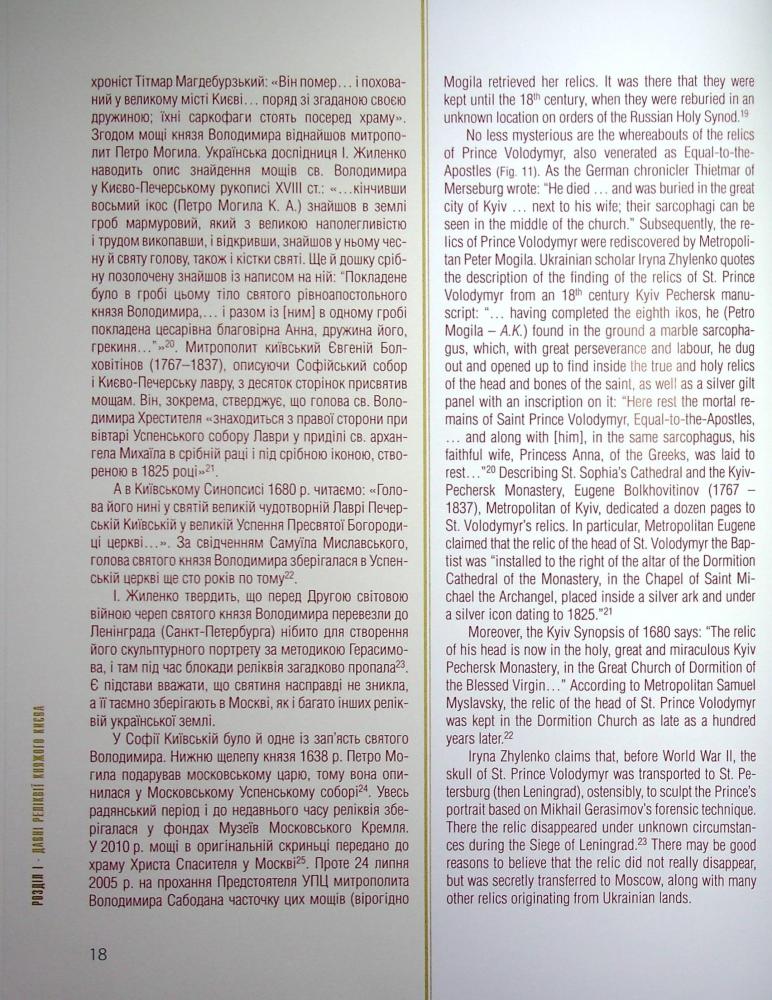 хроніст Тітмар Магдебурзький: «Він помер… і похова-
ний у великому місті Києві… поряд зі згаданою своєю
дружиною; їхні саркофаги стоять посеред храму».
Згодом мощі князя Володимира віднайшов митропо-
лит Петро Могила. Українська дослідниця І. Жиленко
наводить опис знайдення мощів св. Володимира
у Києво-Печерському рукописі XVIII ст.: «…кінчивши
восьмий ікос (Петро Могила К. А.) знайшов в землі
гроб мармуровий, який з великою наполегливістю
і трудом викопавши, і відкривши, знайшов у ньому чес-
ну й святу голову, також і кістки святі. Ще й дошку сріб-
ну позолочену знайшов із написом на ній: "Покладене
було в гробі цьому тіло святого рівноапостольного
князя Володимира,… і разом із [ним] в одному гробі
покладена цесарівна благовірна Анна, дружина його,
грекиня…"»20. Митрополит київський Євгеній Бол-
ховітінов (1767–1837), описуючи Софійський собор
і Києво-Печерську лавру, з десяток сторінок присвятив
мощам. Він, зокрема, стверджує, що голова св. Воло-
димира Хрестителя «знаходиться з правої сторони при
вівтарі Успенського собору Лаври у приділі св. архан-
гела Михаїла в срібній раці і під срібною іконою, ство-
реною в 1825 році»21.
А в Київському Синопсисі 1680 р. читаємо: «Голо-
ва його нині у святій великій чудотворній Лаврі Печер-
ській Київській у великій Успення Пресвятої Богороди-
ці церкві…». За свідченням Самуїла Миславського,
голова святого князя Володимира зберігалася в Успен-
ській церкві ще сто років по тому22.
І. Жиленко твердить, що перед Другою світовою
війною череп святого князя Володимира перевезли до
Ленінграда (Санкт-Петербурга) нібито для створення
його скульптурного портрету за методикою Герасимо-
ва, і там під час блокади реліквія загадково пропала23.
Є підстави вважати, що святиня насправді не зникла,
а її таємно зберігають в Москві, як і багато інших релік-
вій української землі.
У Софії Київській було й одне із зап'ясть святого
Володимира. Нижню щелепу князя 1638 р. Петро Мо-
гила подарував московському царю, тому вона опи-
нилася у Московському Успенському соборі24. Увесь
радянський період і до недавнього часу реліквія збе-
рігалася у фондах Музеїв Московського Кремля.
У 2010 р. мощі в оригінальній скриньці передано до
храму Христа Спасителя у Москві25. Проте 24 липня
2005 р. на прохання Предстоятеля УПЦ митрополита
Володимира Сабодана часточку цих мощів (вірогідно
Mogila retrieved her relics. It was there that they were
kept until the 18th century, when they were reburied in an
unknown location on orders of the Russian Holy Synod.19
No less mysterious are the whereabouts of the relics
of Prince Volodymyr, also venerated as Equal-to-the-
Apostles (Fig. 11). As the German chronicler Thietmar of
Merseburg wrote: "He died … and was buried in the great
city of Kyiv … next to his wife; their sarcophagi can be
seen in the middle of the church." Subsequently, the re-
lics of Prince Volodymyr were rediscovered by Metropoli-
tan Peter Mogila. Ukrainian scholar Iryna Zhylenko quotes
the description of the finding of the relics of St. Prince
Volodymyr from an 18th century Kyiv Pechersk manu-
script: "… having completed the eighth ikos, he (Petro
Mogila – A.K.) found in the ground a marble sarcopha-
gus, which, with great perseverance and labour, he dug
out and opened up to find inside the true and holy relics
of the head and bones of the saint, as well as a silver gilt
panel with an inscription on it: "Here rest the mortal re-
mains of Saint Prince Volodymyr, Equal-to-the-Apostles,
… and along with [him], in the same sarcophagus, his
faithful wife, Princess Anna, of the Greeks, was laid to
rest…"20 Describing St. Sophia's Cathedral and the Kyiv-
Pechersk Monastery, Eugene Bolkhovitinov (1767 –
1837), Metropolitan of Kyiv, dedicated a dozen pages to
St. Volodymyr's relics. In particular, Metropolitan Eugene
claimed that the relic of the head of St. Volodymyr the Bap-
tist was "installed to the right of the altar of the Dormition
Cathedral of the Monastery, in the Chapel of Saint Mi-
chael the Archangel, placed inside a silver ark and under
a silver icon dating to 1825."21
Moreover, the Kyiv Synopsis of 1680 says: "The relic
of his head is now in the holy, great and miraculous Kyiv
Pechersk Monastery, in the Great Church of Dormition of
the Blessed Virgin…" According to Metropolitan Samuel
Myslavsky, the relic of the head of St. Prince Volodymyr
was kept in the Dormition Church as late as a hundred
years later.22
Iryna Zhylenko claims that, before World War II, the
skull of St. Prince Volodymyr was transported to St. Pe-
tersburg (then Leningrad), ostensibly, to sculpt the Prince's
portrait based on Mikhail Gerasimov's forensic technique.
There the relic disappeared under unknown circumstan-
ces during the Siege of Leningrad.23 There may be good
reasons to believe that the relic did not really disappear,
but was secretly transferred to Moscow, along with many
other relics originating from Ukrainian lands.
РОЗДІЛ І - ДАВНІ РЕЛІКВІЇ КНЯЖОГО КИЄВА
18